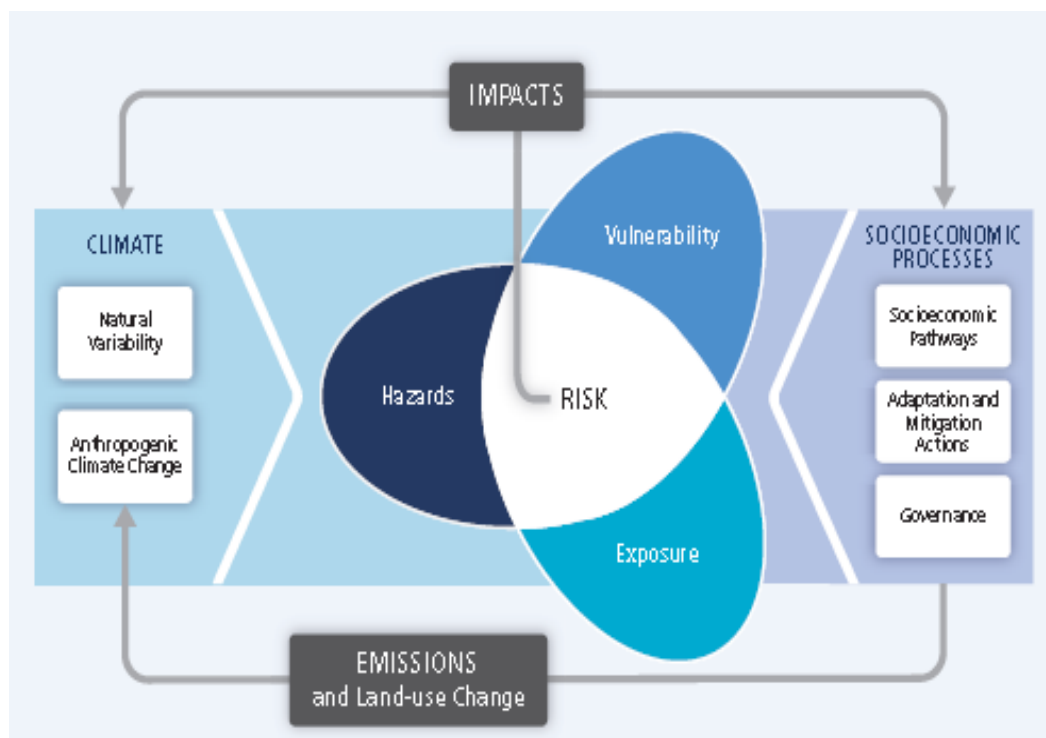 IMPACTS
CLIMATE
Natural
Variability
Anthropogenic
Climate Change
Vulnerability
Hazards
RISK
Exposure
SOCIOECONOMIC
PROCESSES
Socioeconomic
Pathways
Adaptation and
Mitigation
Actions
Governance
EMISSIONS
and Land-use Change